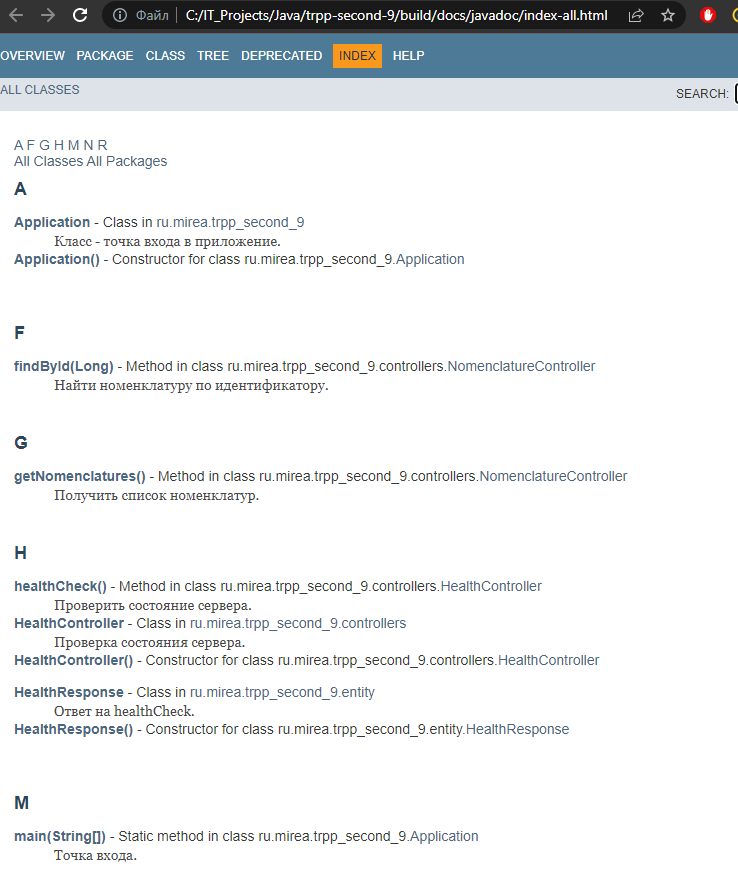 Файл C:/IT_Projects/Java/trpp-second-9/build/docs/javadoc/index-all.html
OVERVIEW PACKAGE CLASS TREE DEPRECATED INDEX HELP
ALL CLASSES
SEARCH:
A F G H M N R
All Classes All Packages
A
Application - Class in ru.mirea.trpp_second_9
Класс - точка входа в приложение.
Application() - Constructor for class ru.mirea.trpp_second_9.Application
F
findById(Long) - Method in class ru.mirea.trpp_second_9.controllers.NomenclatureController
Найти номенклатуру по идентификатору.
G
getNomenclatures() - Method in class ru.mirea.trpp_second_9.controllers.NomenclatureController
Получить список номенклатур.
H
healthCheck() - Method in class ru.mirea.trpp_second_9.controllers.HealthController
Проверить состояние сервера.
HealthController - Class in ru.mirea.trpp_second_9.controllers
Проверка состояния сервера.
HealthController() - Constructor for class ru.mirea.trpp_second_9.controllers.HealthController
HealthResponse - Class in ru.mirea.trpp_second_9.entity
Ответ на healthCheck.
HealthResponse() - Constructor for class ru.mirea.trpp_second_9.entity.HealthResponse
M
main(String[]) - Static method in class ru.mirea.trpp_second_9.Application
Точка входа.